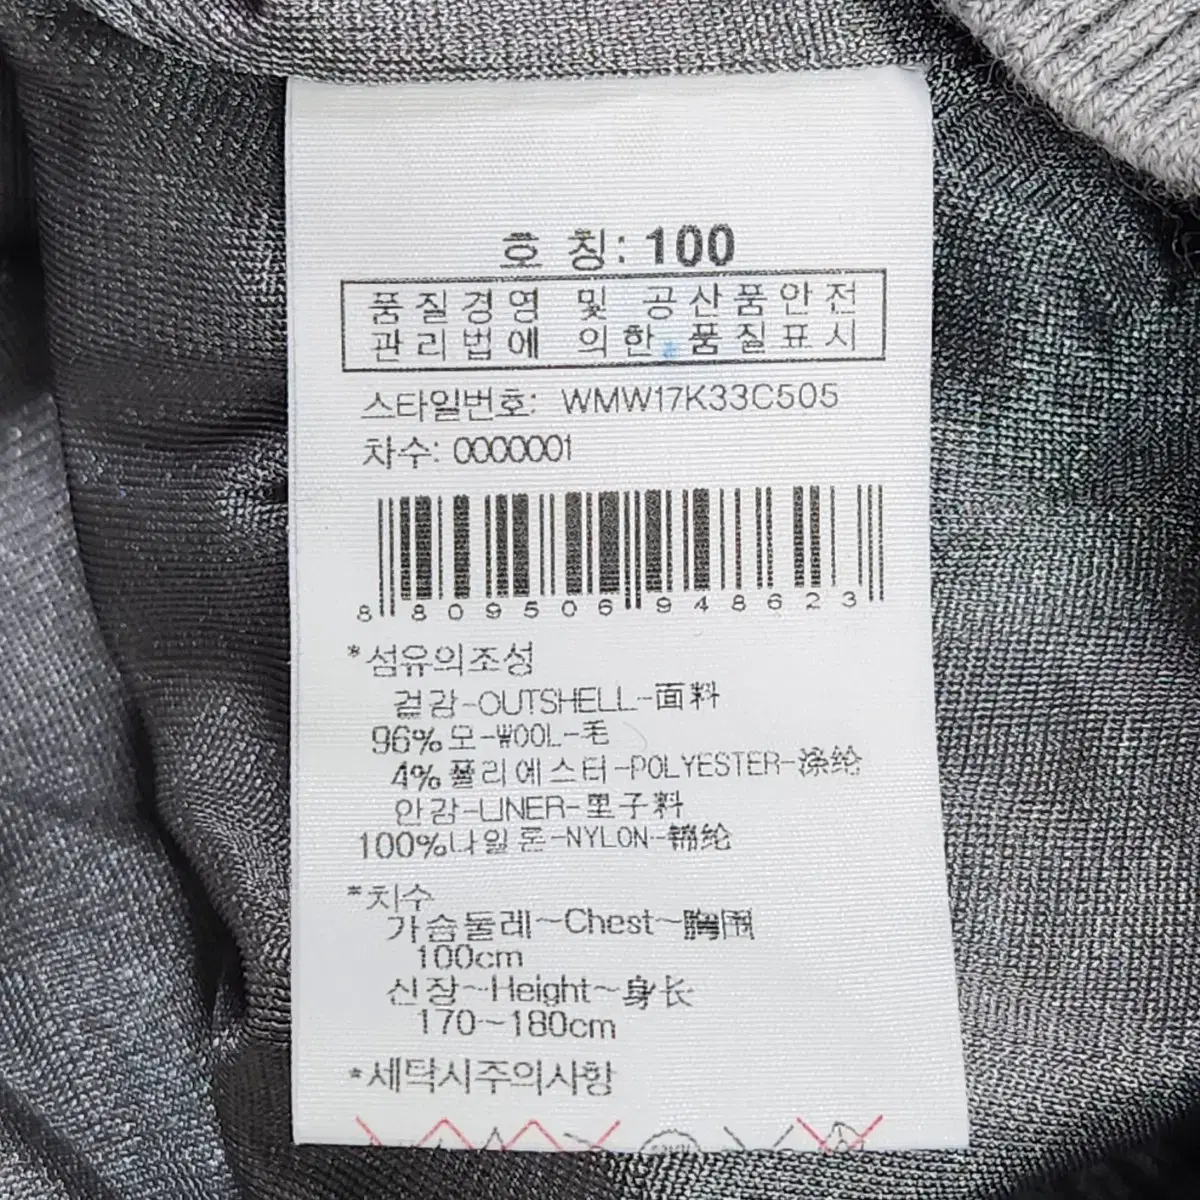 호 칭: 100
품질경영 및 공산품안전
관리법에 의한 품질표시
스타일번호: WMW17K33C505
차수: 0000001
8 809506 948623
*섬유의조성
겉감-OUTSHELL-面料
96%모-WOOL-毛
4%폴리에스터-POLYESTER-涤纶
안감-LINER-里子料
100%나일론-NYLON-锦纶
*치수
가슴둘레~Chest~胸围
100cm
신장~Height~身长
170~180cm
*세탁시주의사항